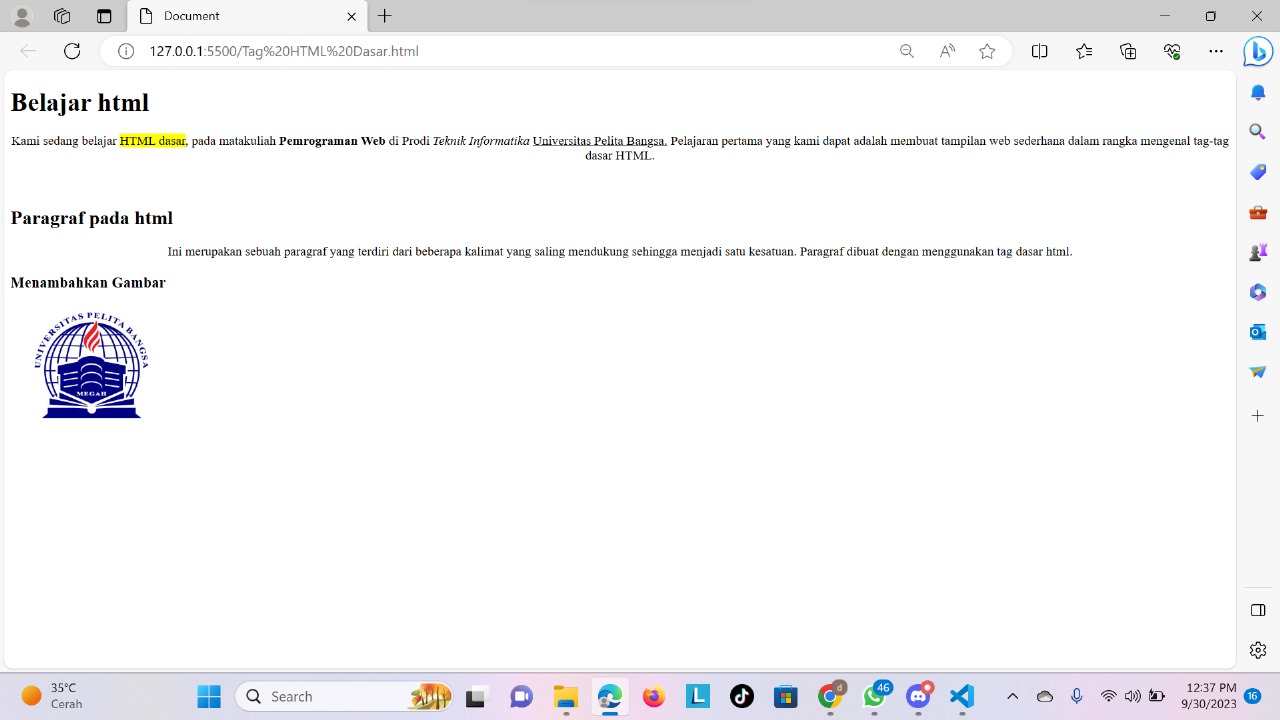 Document
127.0.0.1:5500/Tag%20HTML%20Dasar.html
Belajar html
Kami sedang belajar HTML dasar, pada matakuliah Pemrograman Web di Prodi Teknik Informatika Universitas Pelita Bangsa. Pelajaran pertama yang kami dapat adalah membuat tampilan web sederhana dalam rangka mengenal tag-tag
dasar HTML.
Paragraf pada html
Ini merupakan sebuah paragraf yang terdiri dari beberapa kalimat yang saling mendukung sehingga menjadi satu kesatuan. Paragraf dibuat dengan menggunakan tag dasar html.
Menambahkan Gambar
UNIVERSITAS PELITA BANGSA
MEGAH
35°C
Cerah
Search
46
12:37 PM
9/30/2023
16